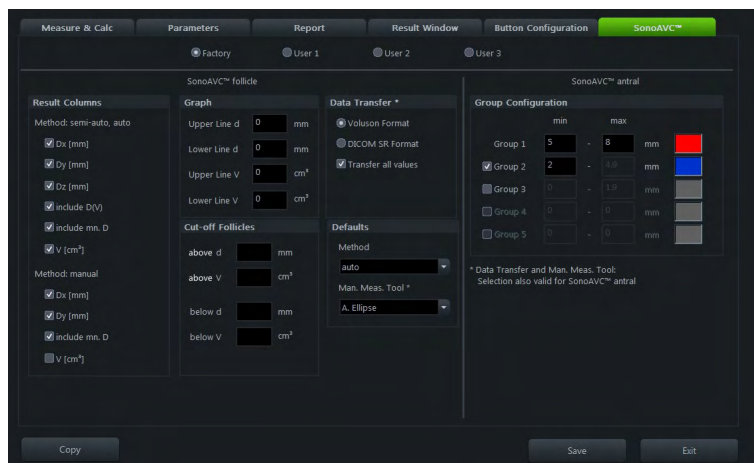 Measure & Calc Parameters Report Result Window Button Configuration SonoAVC™
Factory User 1 User 2 User 3
SonoAVC™ follicle
Result Columns
Method: semi-auto, auto
Dx [mm]
Dy [mm]
Dz [mm]
include D(V)
include mn. D
V [cm³]
Method: manual
Dx [mm]
Dy [mm]
include mn. D
V [cm³]
Graph
Upper Line d 0 mm
Lower Line d 0 mm
Upper Line V 0 cm³
Lower Line V 0 cm³
Cut-off Follicles
above d mm
above V cm³
below d mm
below V cm³
Data Transfer *
Voluson Format
DICOM SR Format
Transfer all values
Defaults
Method
auto
Man. Meas. Tool *
A. Ellipse
SonoAVC™ antral
Group Configuration
min max
Group 1 5 - 8 mm
Group 2 2 - 4.9 mm
Group 3 0 - 1.9 mm
Group 4 0 - 0 mm
Group 5 0 - 0 mm
* Data Transfer and Man. Meas. Tool:
Selection also valid for SonoAVC™ antral
Copy Save Exit